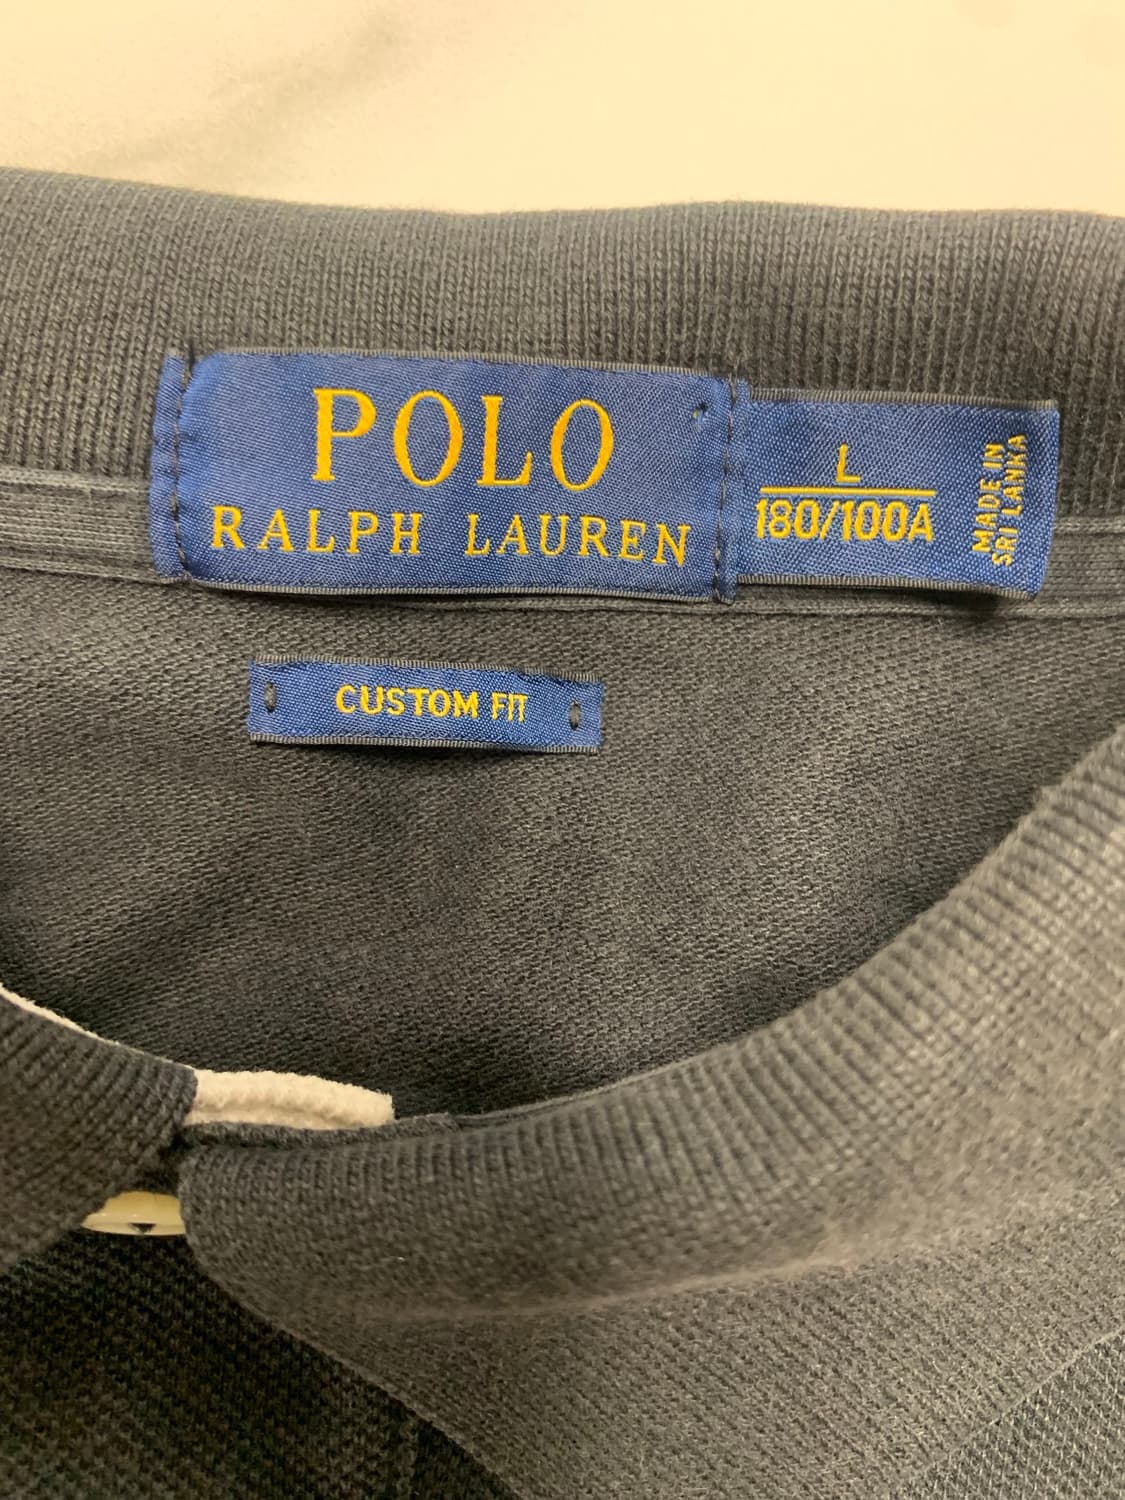 POLO
RALPH LAUREN
L
180/100A
MADE IN
SRI LANKA
CUSTOM FIT